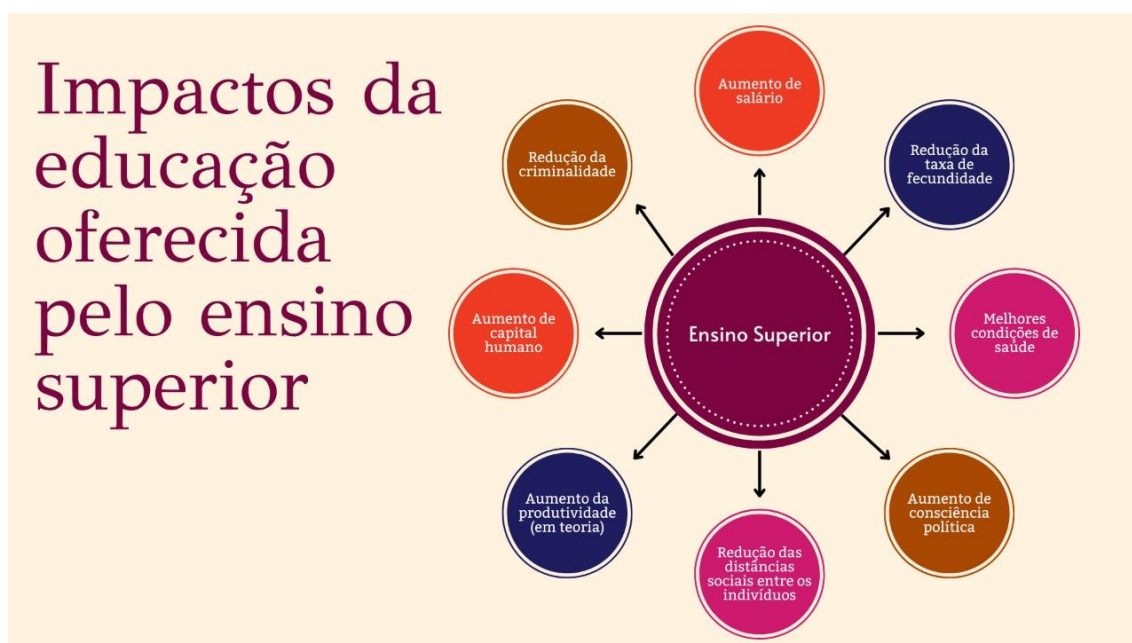 Impactos da
educação
oferecida
pelo ensino
superior
Aumento de
salário
Redução da
taxa de
fecundidade
Melhores
condições de
saúde
Aumento de
consciência
política
Redução das
distâncias
sociais entre os
indivíduos
Aumento da
produtividade
(em teoria)
Aumento de
capital
humano
Redução da
criminalidade
Ensino Superior